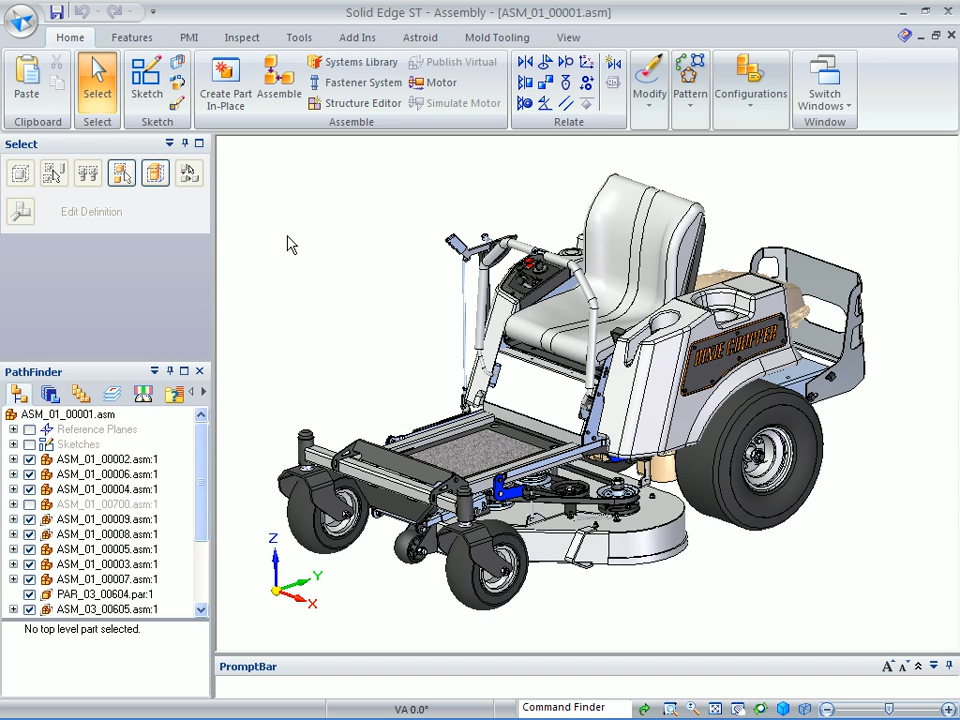 Solid Edge ST - Assembly - [ASM_01_00001.asm]
Home Features PMI Inspect Tools Add Ins Astroid Mold Tooling View
Paste Select Sketch Create Part In-Place Assemble Systems Library Fastener System Structure Editor Publish Virtual Motor Simulate Motor Modify Pattern Configurations Switch Windows
Clipboard Select Sketch Assemble Relate Window
Select
Edit Definition
PathFinder
ASM_01_00001.asm
Reference Planes
Sketches
ASM_01_00002.asm:1
ASM_01_00006.asm:1
ASM_01_00004.asm:1
ASM_01_00700.asm:1
ASM_01_00009.asm:1
ASM_01_00008.asm:1
ASM_01_00005.asm:1
ASM_01_00003.asm:1
ASM_01_00007.asm:1
PAR_03_00604.par:1
ASM_03_00605.asm:1
No top level part selected.
DIXIE CHOPPER
Z
Y
X
PromptBar
VA 0.0° Command Finder